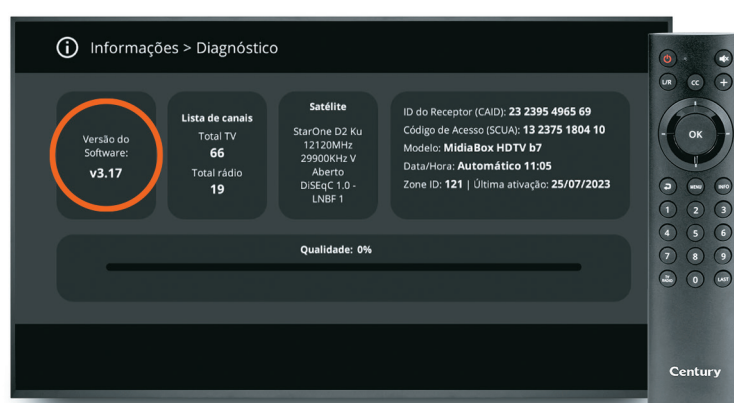 Informações > Diagnóstico
Versão do
Software:
v3.17
Lista de canais
Total TV
66
Total rádio
19
Satélite
StarOne D2 Ku
12120MHz
29900KHz V
Aberto
DiSEqC 1.0 -
LNBF 1
ID do Receptor (CAID): 23 2395 4965 69
Código de Acesso (SCUA): 13 2375 1804 10
Modelo: MidiaBox HDTV b7
Data/Hora: Automático 11:05
Zone ID: 121 | Última ativação: 25/07/2023
Qualidade: 0%
L/R CC +
- OK
MENU INFO
1 2 3
4 5 6
7 8 9
TV RADIO 0 LAST
Century